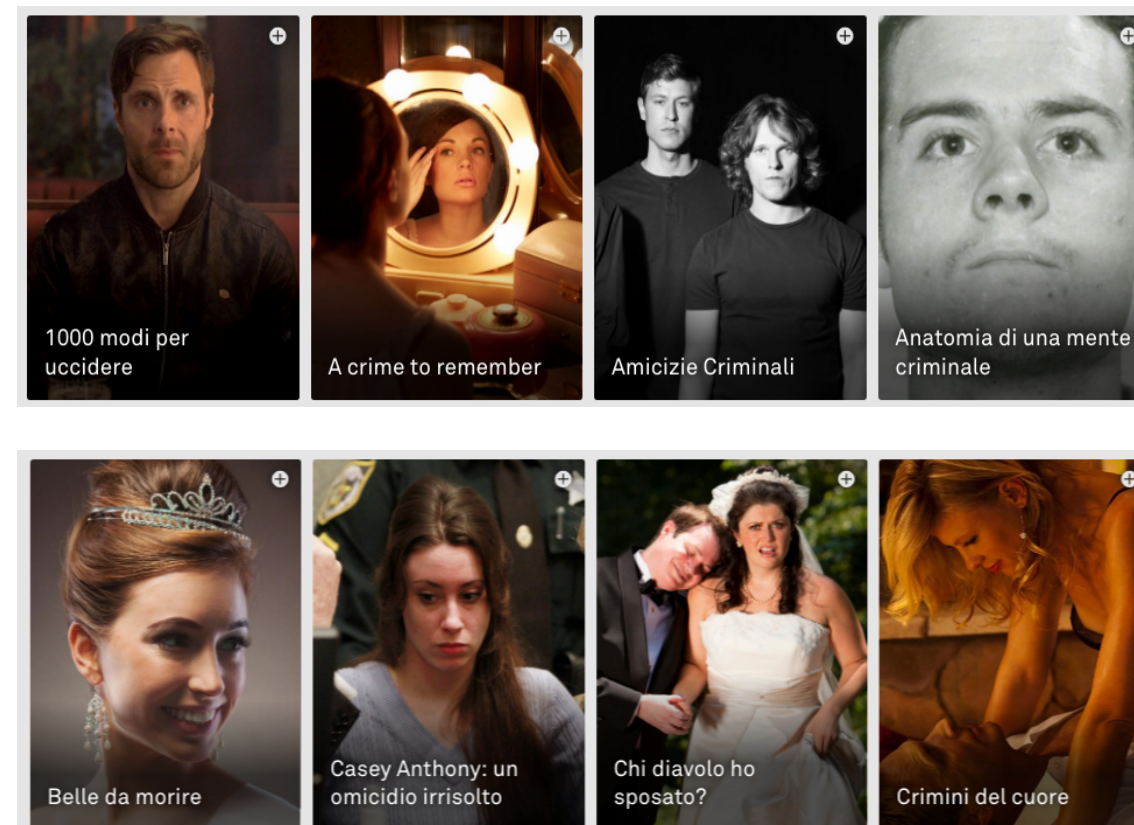 1000 modi per
uccidere
A crime to remember
Amicizie Criminali
Anatomia di una mente
criminale
Belle da morire
Casey Anthony: un
omicidio irrisolto
Chi diavolo ho
sposato?
Crimini del cuore